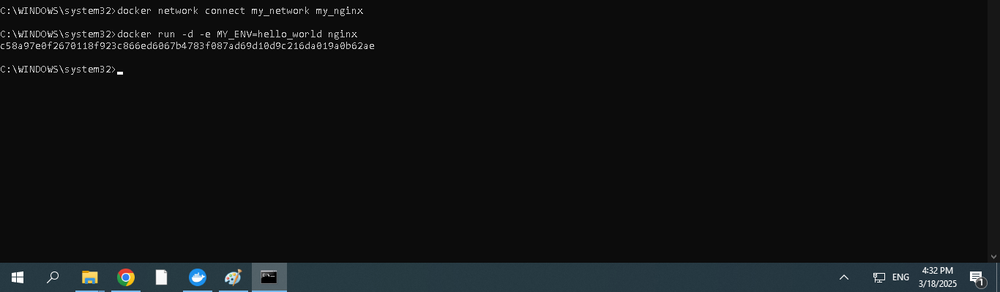 C:\WINDOWS\system32>docker network connect my_network my_nginx
C:\WINDOWS\system32>docker run -d -e MY_ENV=hello_world nginx
c58a97e0f2670118f923c866ed6067b4783f087ad69d10d9c216da019a0b62ae
C:\WINDOWS\system32>
ENG
4:32 PM
3/18/2025
1